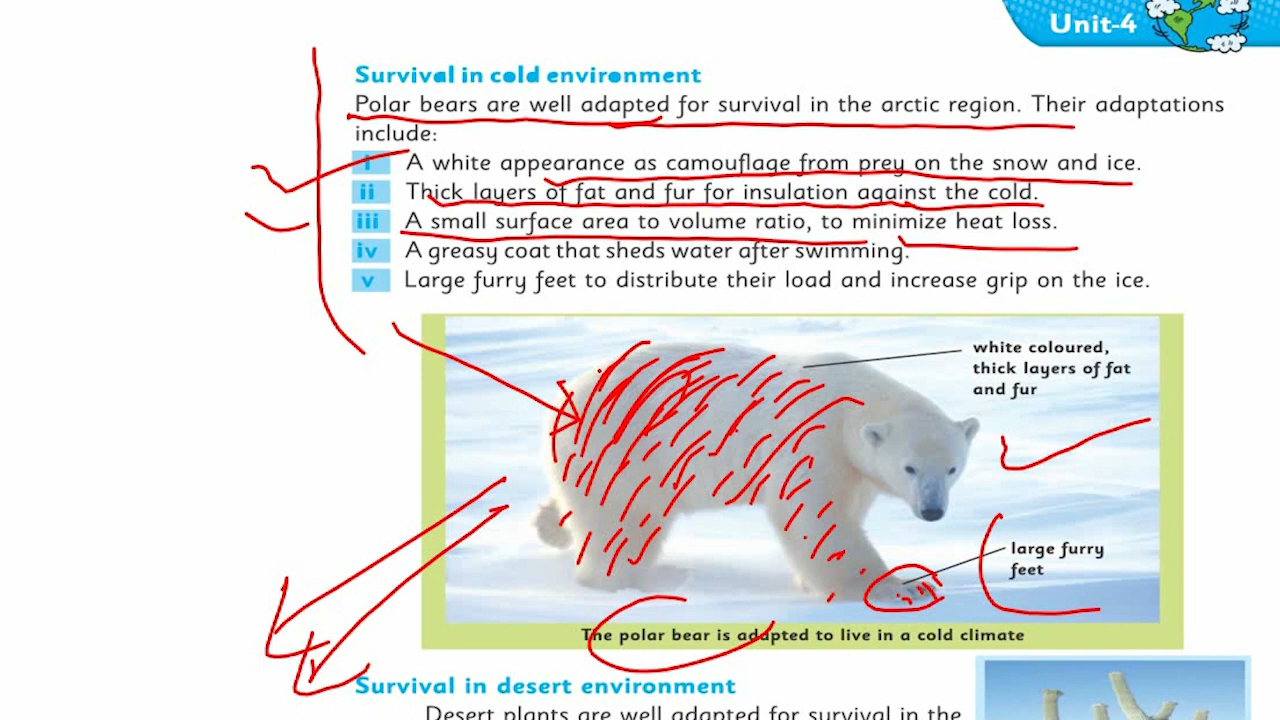 Unit-4
Survival in cold environment
Polar bears are well adapted for survival in the arctic region. Their adaptations
include:
i A white appearance as camouflage from prey on the snow and ice.
ii Thick layers of fat and fur for insulation against the cold.
iii A small surface area to volume ratio, to minimize heat loss.
iv A greasy coat that sheds water after swimming.
v Large furry feet to distribute their load and increase grip on the ice.
white coloured,
thick layers of fat
and fur
large furry
feet
The polar bear is adapted to live in a cold climate
Survival in desert environment
Desert plants are well adapted for survival in the